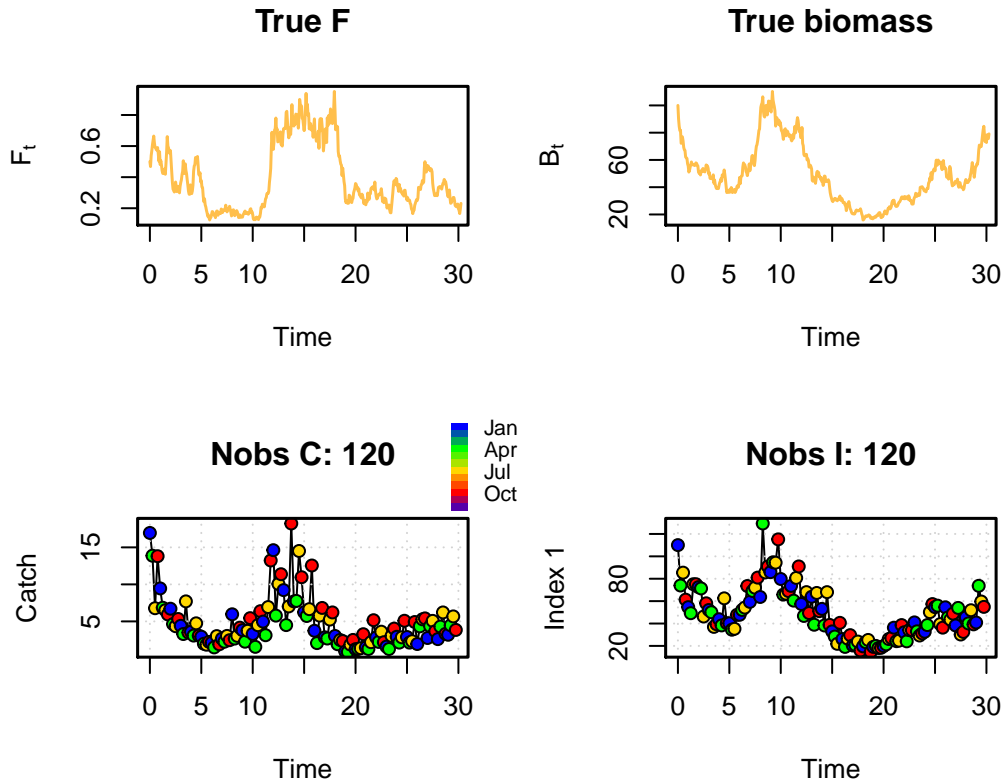 True F
F_t
0.2 0.6
0 5 10 20 30
Time
True biomass
B_t
20 60
0 5 10 20 30
Time
Nobs C: 120
Jan
Apr
Jul
Oct
Catch
5 15
0 5 10 20 30
Time
Nobs I: 120
Index 1
20 80
0 5 10 20 30
Time